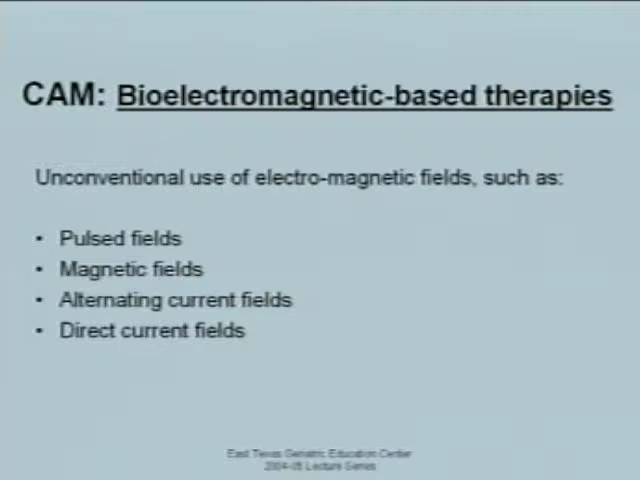 CAM: Bioelectromagnetic-based therapies
Unconventional use of electro-magnetic fields, such as:
• Pulsed fields
• Magnetic fields
• Alternating current fields
• Direct current fields
East Texas Geriatric Education Center
2004-05 Lecture Series